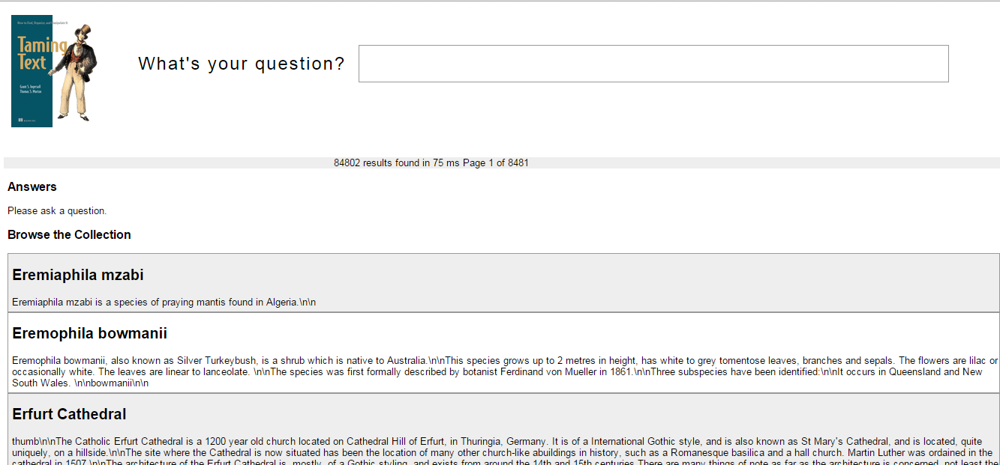 How to Find, Organize, and Manipulate It
Taming
Text
Grant S. Ingersoll
Thomas S. Morton
MANNING
What's your question?
84802 results found in 75 ms Page 1 of 8481
Answers
Please ask a question.
Browse the Collection
Eremiaphila mzabi
Eremiaphila mzabi is a species of praying mantis found in Algeria.\n\n
Eremophila bowmanii
Eremophila bowmanii, also known as Silver Turkeybush, is a shrub which is native to Australia.\n\nThis species grows up to 2 metres in height, has white to grey tomentose leaves, branches and sepals. The flowers are lilac or
occasionally white. The leaves are linear to lanceolate. \n\nThe species was first formally described by botanist Ferdinand von Mueller in 1861.\n\nThree subspecies have been identified:\n\nIt occurs in Queensland and New
South Wales. \n\nbowmanii\n\n
Erfurt Cathedral
thumb\n\nThe Catholic Erfurt Cathedral is a 1200 year old church located on Cathedral Hill of Erfurt, in Thuringia, Germany. It is of a International Gothic style, and is also known as St Mary's Cathedral, and is located, quite
uniquely, on a hillside.\n\nThe site where the Cathedral is now situated has been the location of many other church-like abuildings in history, such as a Romanesque basilica and a hall church. Martin Luther was ordained in the
cathedral in 1507.\n\nThe architecture of the Erfurt Cathedral is, mostly, of a Gothic styling, and exists from around the 14th and 15th centuries.There are many things of note as far as the architecture is concerned, not least the